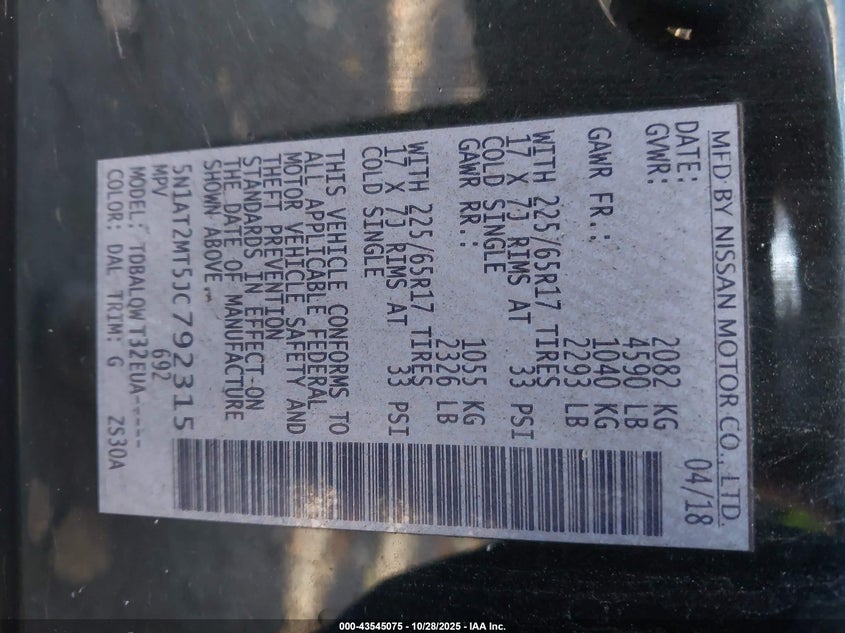 MFD BY NISSAN MOTOR CO., LTD.
DATE: 04/18
GVWR: 2082 KG
4590 LB
GAWR FR.: 1040 KG
2293 LB
WITH 225/65R17 TIRES
17 X 7J RIMS AT 33 PSI
COLD SINGLE
GAWR RR.: 1055 KG
2326 LB
WITH 225/65R17 TIRES
17 X 7J RIMS AT 33 PSI
COLD SINGLE
THIS VEHICLE CONFORMS TO
ALL APPLICABLE FEDERAL
MOTOR VEHICLE SAFETY AND
THEFT PREVENTION
STANDARDS IN EFFECT ON
THE DATE OF MANUFACTURE
SHOWN ABOVE
5N1AT2MT5JC792315
MPV 692
MODEL: TDBALQWT32EUA----
COLOR: DAL TRIM: G ZS30A
000-43545075 | 10/28/2025 | IAA Inc.